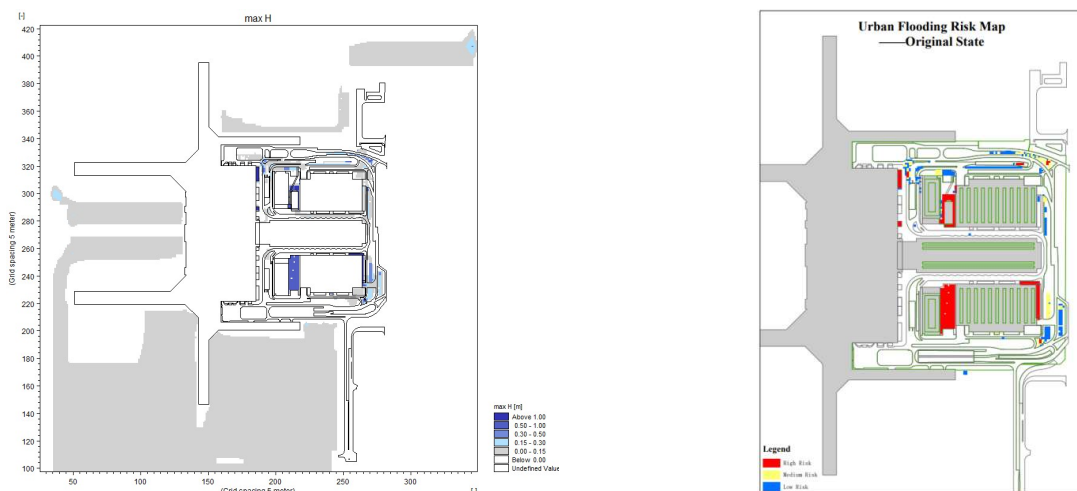 [-]
max H
420
400
380
360
340
320
300
280
260
240
220
200
180
160
140
120
100
(Grid spacing 5 meter)
50
100
150
200
250
300
(Grid spacing 5 meter)
[-]
max H [m]
Above 1.00
0.50 - 1.00
0.30 - 0.50
0.15 - 0.30
0.00 - 0.15
Below 0.00
Undefined Value
Urban Flooding Risk Map
——Original State
Legend
High Risk
Medium Risk
Low Risk